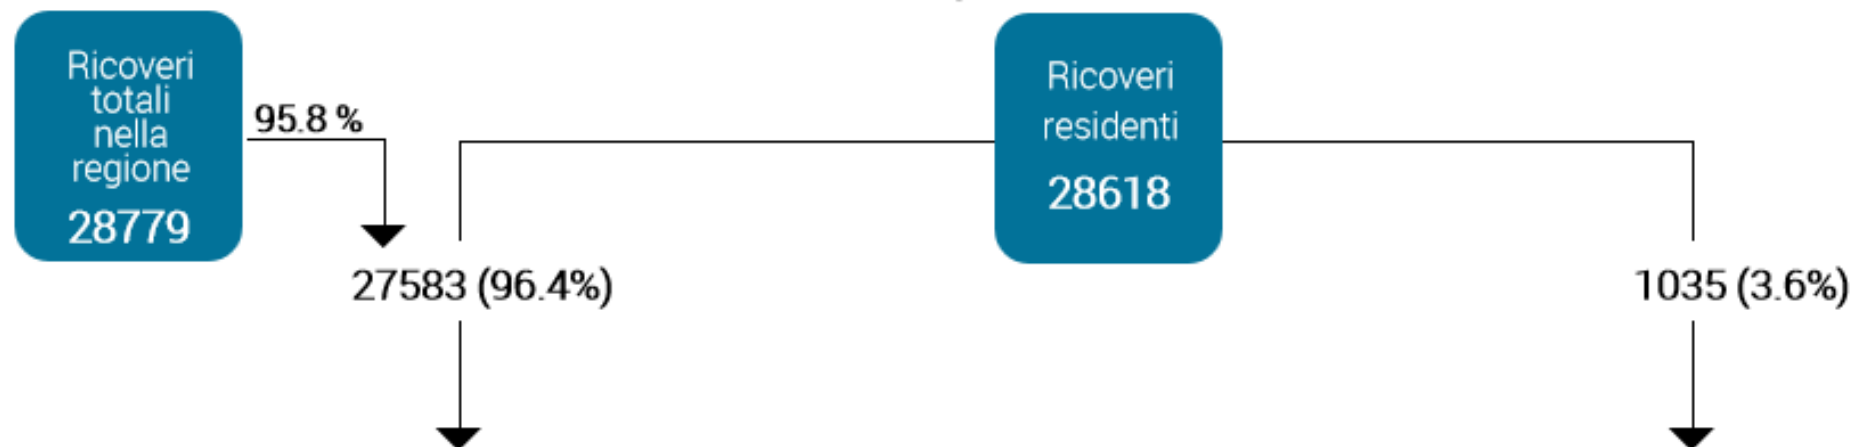 Ricoveri
totali
nella
regione
28779
95.8 %
Ricoveri
residenti
28618
27583 (96.4%)
1035 (3.6%)